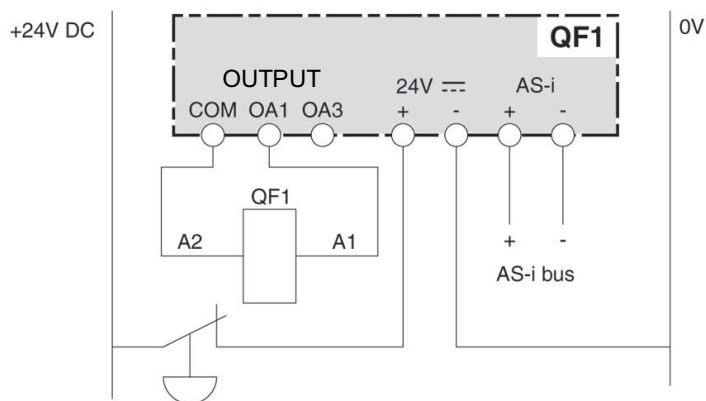 +24V DC
0V
QF1
OUTPUT
24V
AS-i
COM OA1 OA3 + - + -
QF1
A2 A1
+ -
AS-i bus